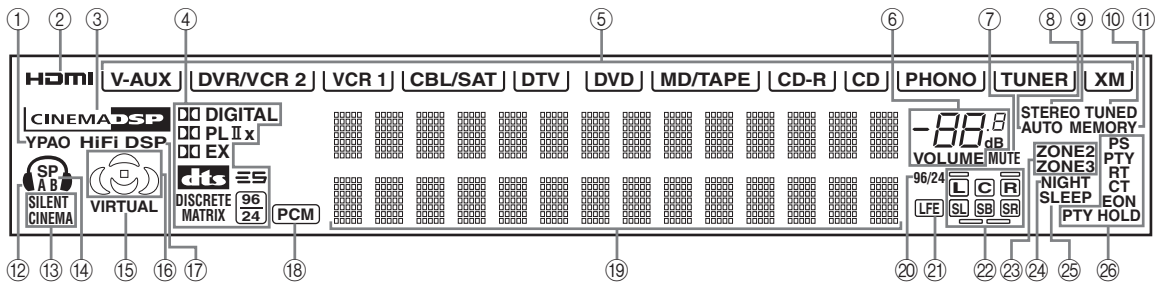 ① ② ③ ④ ⑤ ⑥ ⑦ ⑧ ⑨ ⑩ ⑪
HDMI V-AUX DVR/VCR 2 VCR 1 CBL/SAT DTV DVD MD/TAPE CD-R CD PHONO TUNER XM
CINEMA DSP
YPAO HiFi DSP
DIGITAL
PL II x
EX
dts ES
DISCRETE
MATRIX
96
24
PCM
SP
A B
SILENT
CINEMA
VIRTUAL
-88.8
dB
VOLUME MUTE
STEREO TUNED
AUTO MEMORY
96/24
LFE
L C R
SL SB SR
ZONE2
ZONE3
NIGHT
SLEEP
PS
PTY
RT
CT
EON
PTY HOLD
⑫ ⑬ ⑭ ⑮ ⑯ ⑰ ⑱ ⑲ ⑳ ㉑ ㉒ ㉓ ㉔ ㉕ ㉖